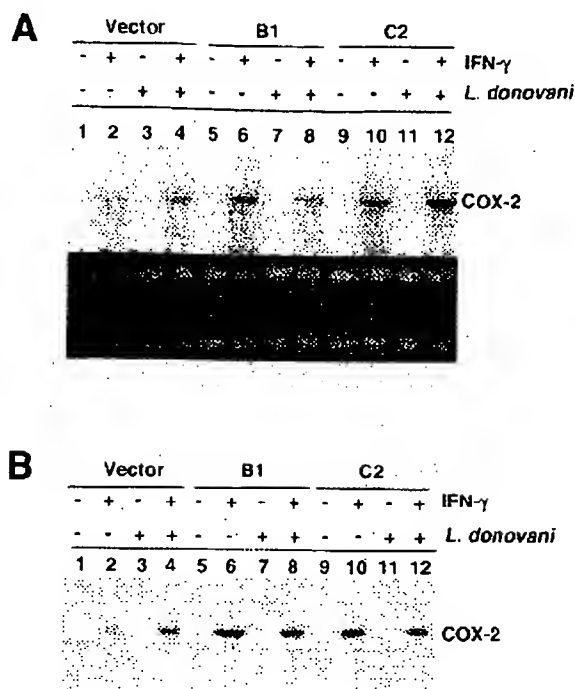 A
Vector B1 C2
- + - + - + - + - + - + IFN-γ
- - + + - - + + - - + + L. donovani
1 2 3 4 5 6 7 8 9 10 11 12
COX-2
B
Vector B1 C2
- + - + - + - + - + - + IFN-γ
- - + + - - + + - - + + L. donovani
1 2 3 4 5 6 7 8 9 10 11 12
COX-2